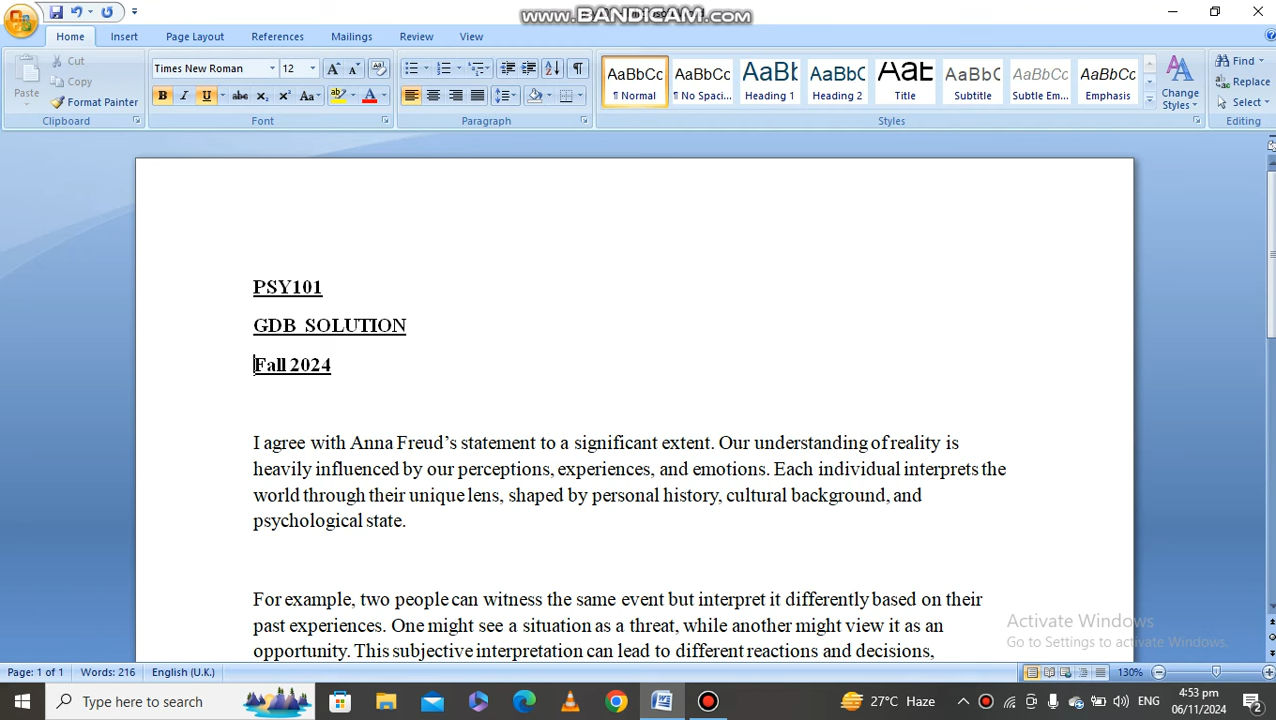 www.BANDICAM.com
Home Insert Page Layout References Mailings Review View
Cut
Copy
Paste
Format Painter
Clipboard
Times New Roman 12
B I U abc X₂ X² Aa
Font
Paragraph
AaBbCc AaBbCc AaBbC AaBbC AaB AaBbC AaBbCc AaBbCc
¶ Normal ¶ No Spaci... Heading 1 Heading 2 Title Subtitle Subtle Em... Emphasis
Styles
Change Styles
Find
Replace
Select
Editing
PSY101
GDB SOLUTION
Fall 2024
I agree with Anna Freud’s statement to a significant extent. Our understanding of reality is
heavily influenced by our perceptions, experiences, and emotions. Each individual interprets the
world through their unique lens, shaped by personal history, cultural background, and
psychological state.
For example, two people can witness the same event but interpret it differently based on their
past experiences. One might see a situation as a threat, while another might view it as an
opportunity. This subjective interpretation can lead to different reactions and decisions,
Activate Windows
Go to Settings to activate Windows.
Page: 1 of 1 Words: 216 English (U.K.) 130%
Type here to search
27°C Haze
ENG
4:53 pm
06/11/2024
2